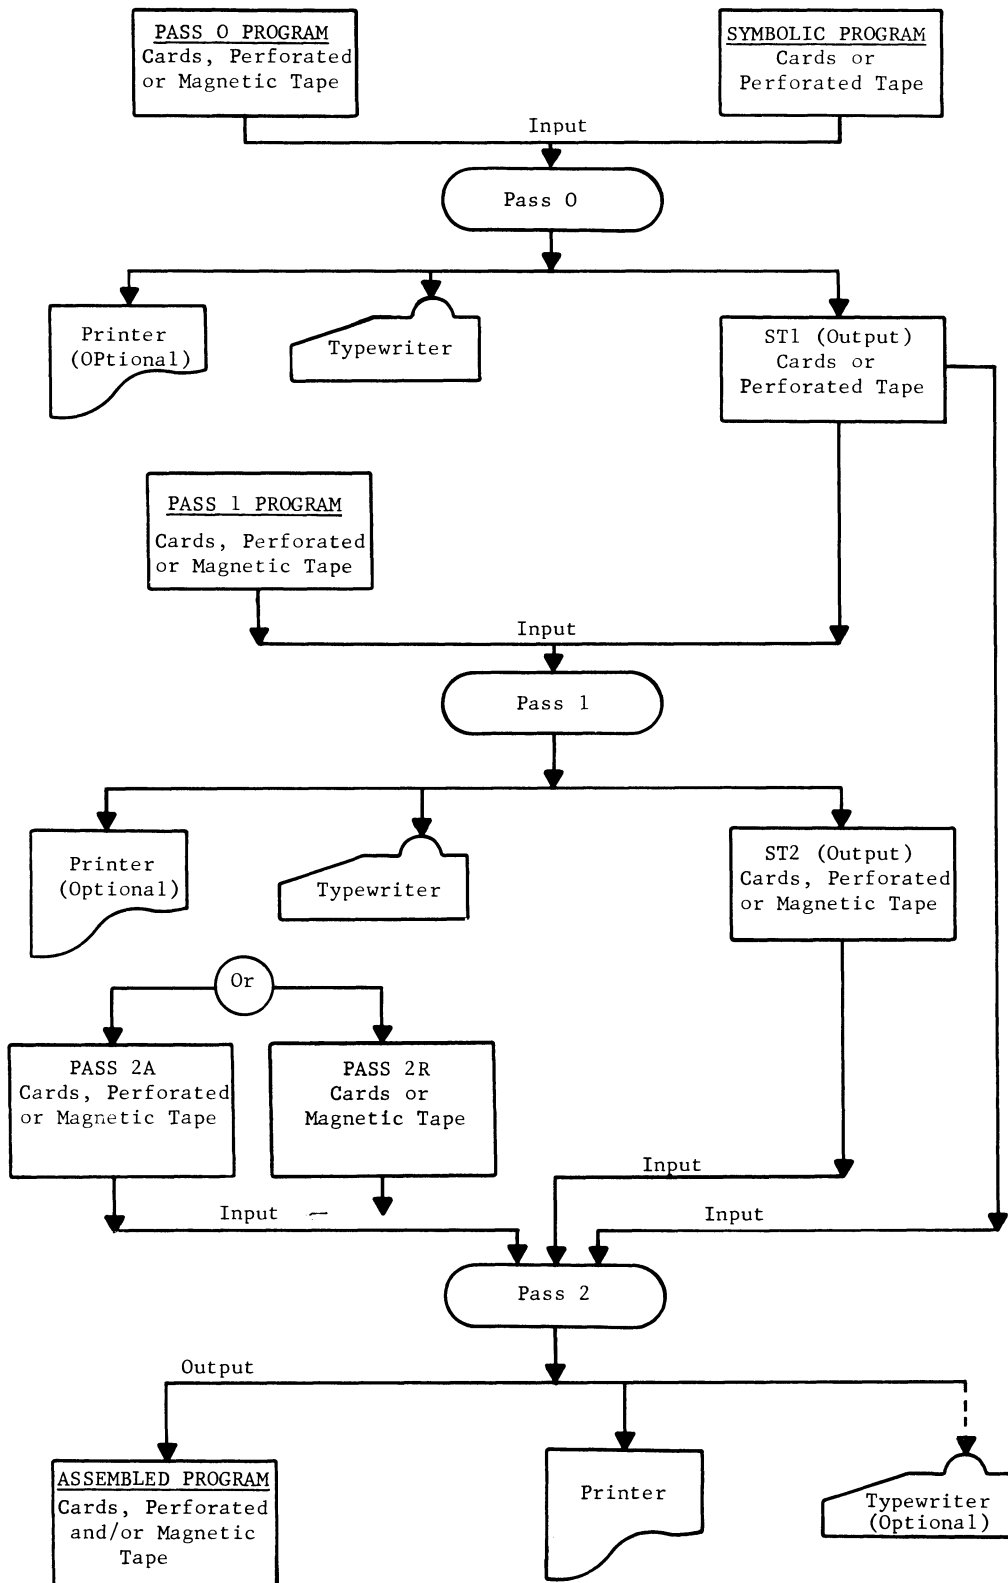 PASS 0 PROGRAM
Cards, Perforated
or Magnetic Tape
SYMBOLIC PROGRAM
Cards or
Perforated Tape
Input
Pass 0
Printer
(OPtional)
Typewriter
ST1 (Output)
Cards or
Perforated Tape
PASS 1 PROGRAM
Cards, Perforated
or Magnetic Tape
Input
Pass 1
Printer
(Optional)
Typewriter
ST2 (Output)
Cards, Perforated
or Magnetic Tape
Or
PASS 2A
Cards, Perforated
or Magnetic Tape
PASS 2R
Cards or
Magnetic Tape
Input
Input
Input
Pass 2
Output
ASSEMBLED PROGRAM
Cards, Perforated
and/or Magnetic
Tape
Printer
Typewriter
(Optional)